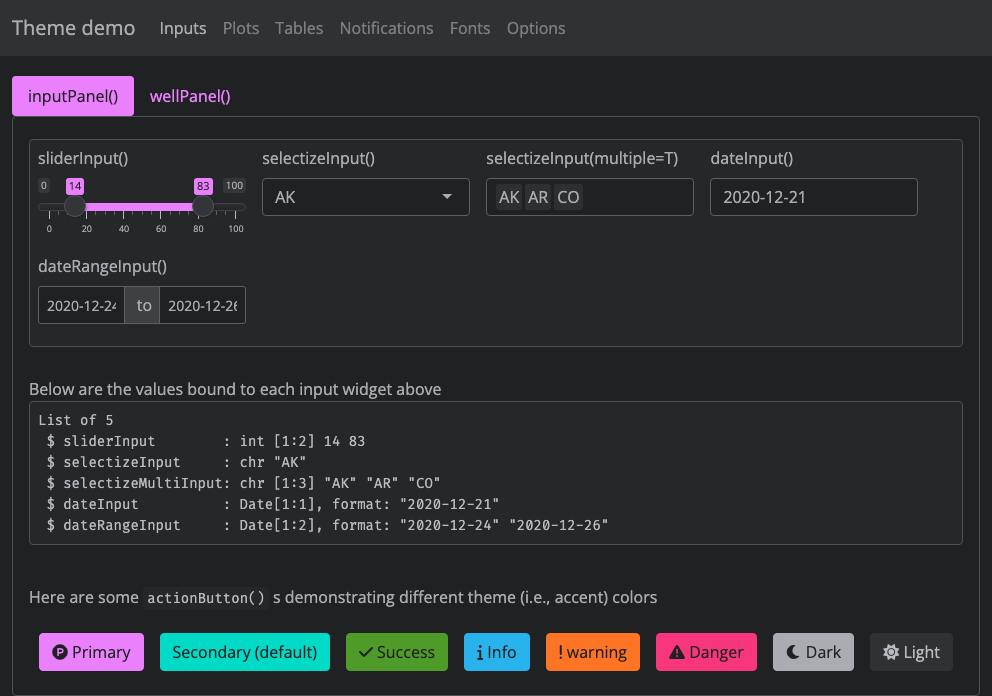 Theme demo Inputs Plots Tables Notifications Fonts Options
inputPanel() wellPanel()
sliderInput() selectizeInput() selectizeInput(multiple=T) dateInput()
0 14 83 100
AK AK AR CO 2020-12-21
0 20 40 60 80 100
dateRangeInput()
2020-12-24 to 2020-12-26
Below are the values bound to each input widget above
List of 5
 $ sliderInput       : int [1:2] 14 83
 $ selectizeInput    : chr "AK"
 $ selectizeMultiInput: chr [1:3] "AK" "AR" "CO"
 $ dateInput         : Date[1:1], format: "2020-12-21"
 $ dateRangeInput    : Date[1:2], format: "2020-12-24" "2020-12-26"
Here are some actionButton() s demonstrating different theme (i.e., accent) colors
Primary Secondary (default) Success Info warning Danger Dark Light